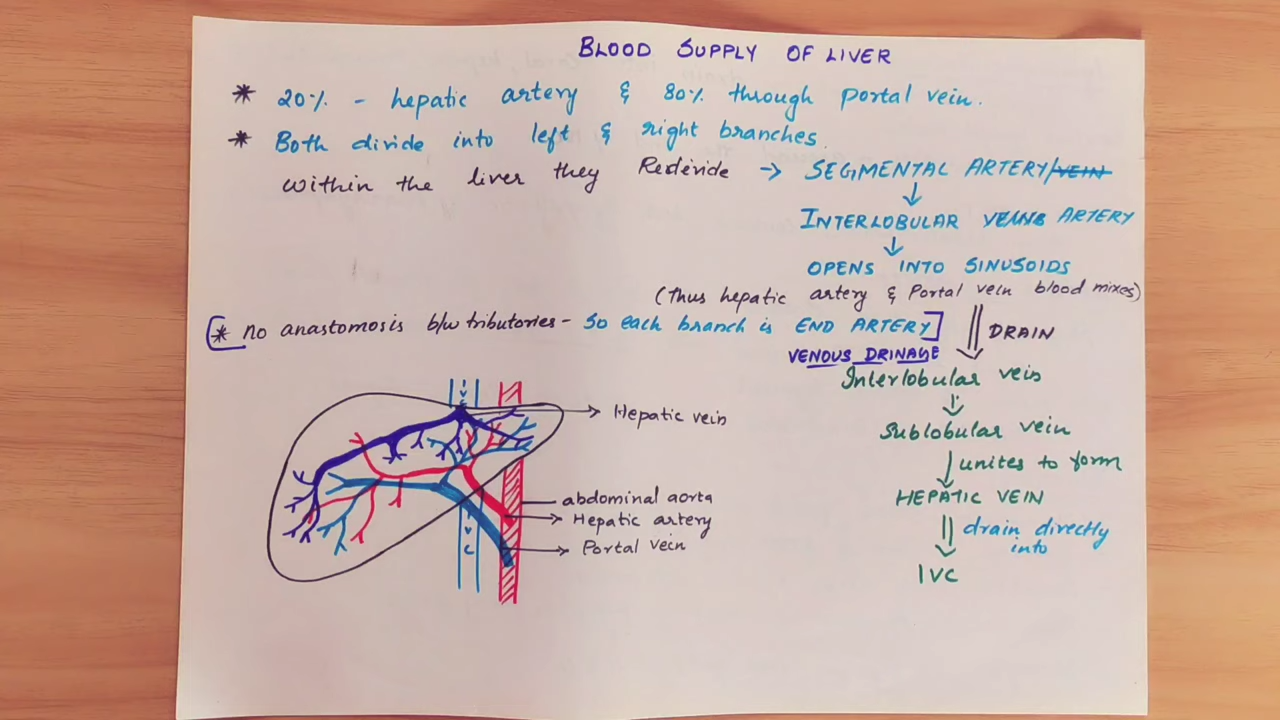 BLOOD SUPPLY OF LIVER
* 20% - hepatic artery & 80% through portal vein.
* Both divide into left & right branches.
within the liver they Redivide → SEGMENTAL ARTERY/VEIN
↓
INTERLOBULAR ARTERY
↓
OPENS INTO SINUSOIDS
(Thus hepatic artery & Portal vein blood mixes)
[* no anastomosis b/w tributories - so each branch is END ARTERY]
DRAIN
VENOUS DRINAGE
Interlobular vein
↓
Sublobular vein
↓ unites to form
HEPATIC VEIN
drain directly
into
IVC
I V C
Hepatic vein
abdominal aorta
Hepatic artery
Portal vein
V C